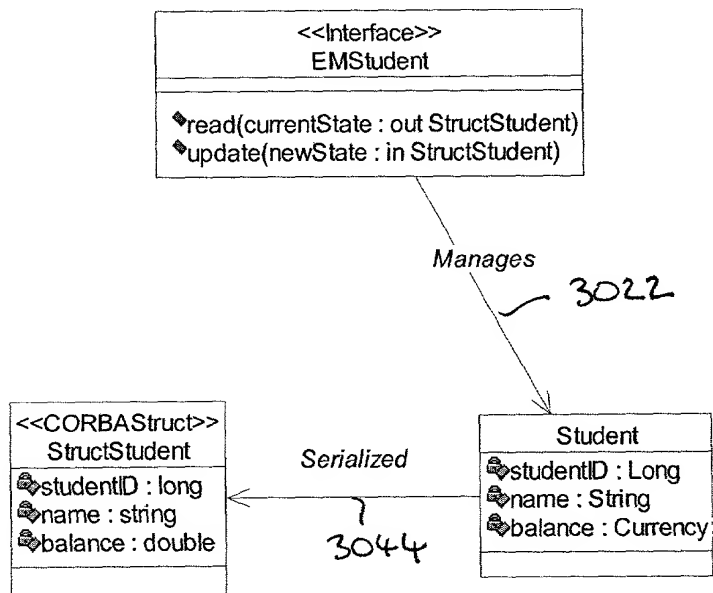 <<Interface>>
EMStudent
read(currentState : out StructStudent)
update(newState : in StructStudent)
Manages
3022
<<CORBAStruct>>
StructStudent
studentID : long
name : string
balance : double
Serialized
3044
Student
studentID : Long
name : String
balance : Currency